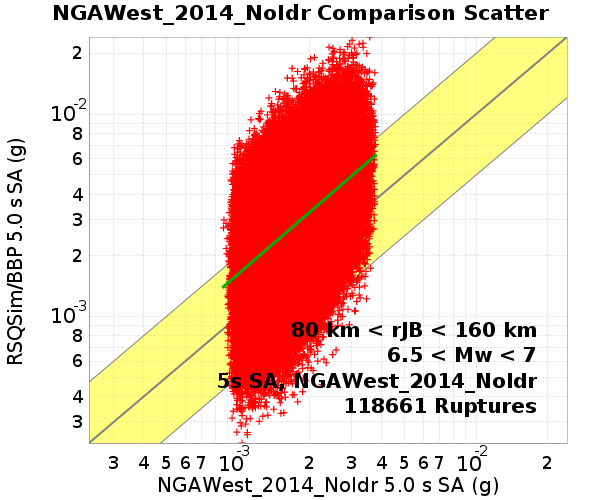 NGAWest_2014_NoIdr Comparison Scatter
RSQSim/BBP 5.0 s SA (g)
2
10-2
8
6
4
3
2
10-3
8
6
4
3
80 km < rJB < 160 km
6.5 < Mw < 7
5s SA, NGAWest_2014_NoIdr
118661 Ruptures
3 4 5 6 7 10-3 2 3 4 5 6 7 10-2 2
NGAWest_2014_NoIdr 5.0 s SA (g)